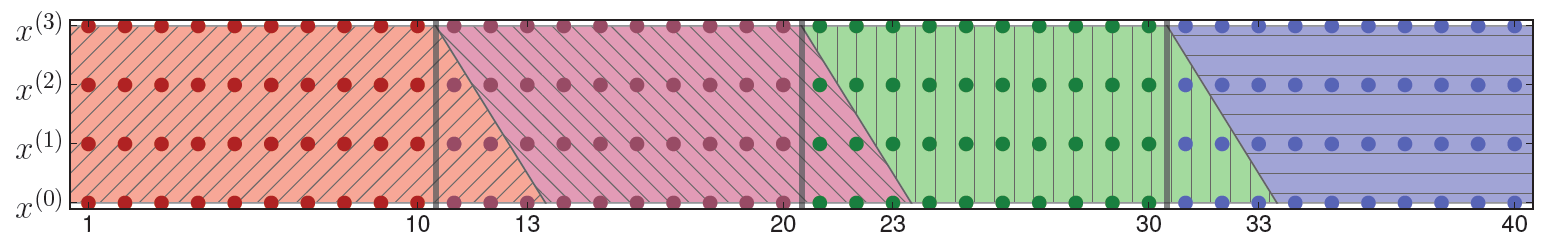 x^{(3)}
x^{(2)}
x^{(1)}
x^{(0)}
1 10 13 20 23 30 33 40